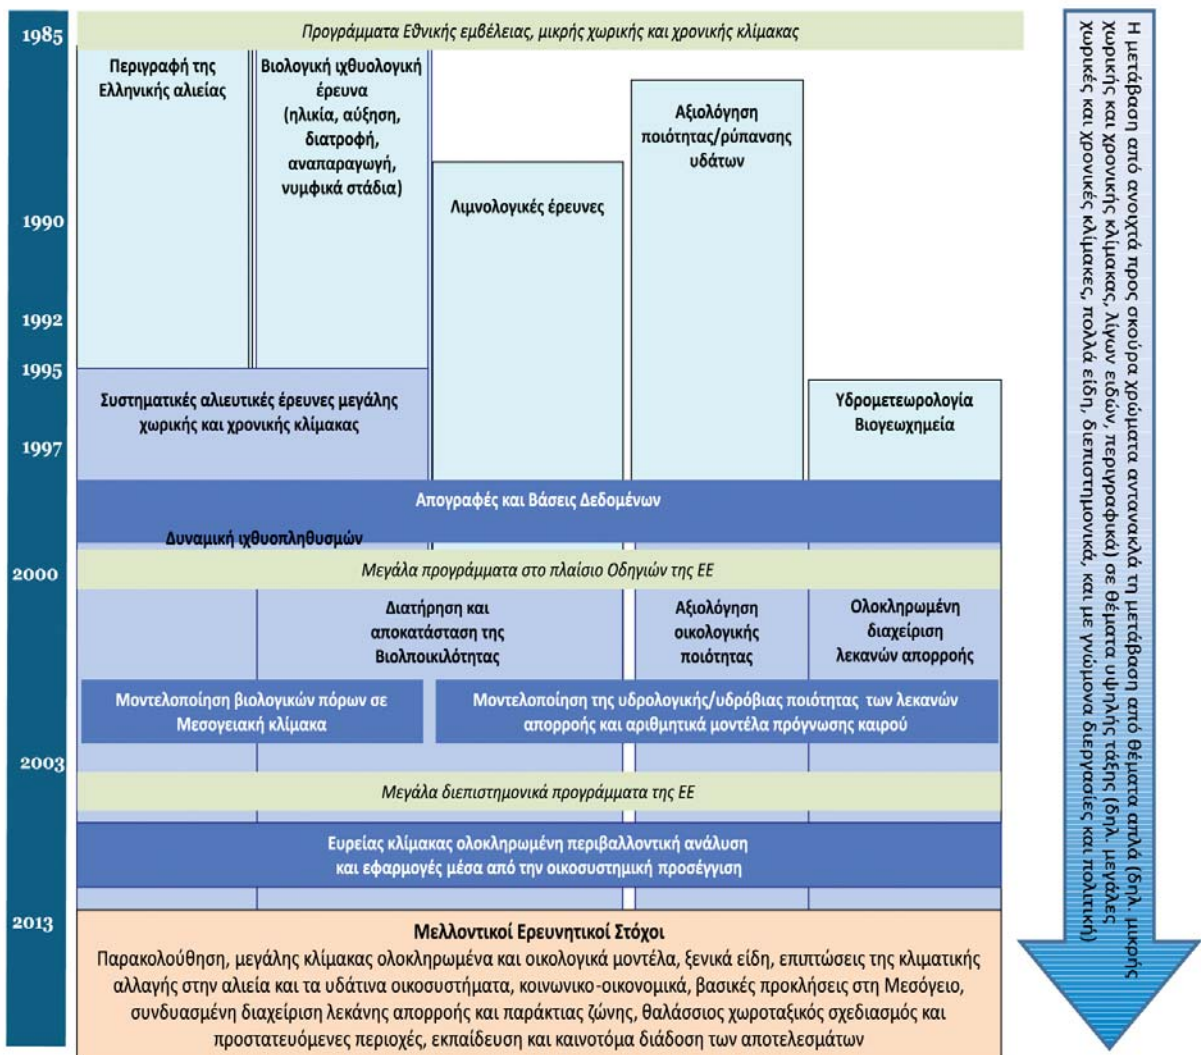 1985
Προγράμματα Εθνικής εμβέλειας, μικρής χωρικής και χρονικής κλίμακας
Περιγραφή της
Ελληνικής αλιείας
Βιολογική ιχθυολογική
έρευνα
(ηλικία, αύξηση,
διατροφή,
αναπαραγωγή,
νυμφικά στάδια)
Λιμνολογικές έρευνες
Αξιολόγηση
ποιότητας/ρύπανσης
υδάτων
1990
1992
1995
Συστηματικές αλιευτικές έρευνες μεγάλης
χωρικής και χρονικής κλίμακας
Υδρομετεωρολογία
Βιογεωχημεία
1997
Απογραφές και Βάσεις Δεδομένων
Δυναμική ιχθυοπληθυσμών
2000
Μεγάλα προγράμματα στο πλαίσιο Οδηγιών της ΕΕ
Διατήρηση και
αποκατάσταση της
Βιολποικιλότητας
Αξιολόγηση
οικολογικής
ποιότητας
Ολοκληρωμένη
διαχείριση
λεκανών απορροής
Μοντελοποίηση βιολογικών πόρων σε
Μεσογειακή κλίμακα
Μοντελοποίηση της υδρολογικής/υδρόβιας ποιότητας των λεκανών
απορροής και αριθμητικά μοντέλα πρόγνωσης καιρού
2003
Μεγάλα διεπιστημονικά προγράμματα της ΕΕ
Ευρείας κλίμακας ολοκληρωμένη περιβαλλοντική ανάλυση
και εφαρμογές μέσα από την οικοσυστημική προσέγγιση
2013
Μελλοντικοί Ερευνητικοί Στόχοι
Παρακολούθηση, μεγάλης κλίμακας ολοκληρωμένα και οικολογικά μοντέλα, ξενικά είδη, επιπτώσεις της κλιματικής
αλλαγής στην αλιεία και τα υδάτινα οικοσυστήματα, κοινωνικο-οικονομικά, βασικές προκλήσεις στη Μεσόγειο,
συνδυασμένη διαχείριση λεκάνης απορροής και παράκτιας ζώνης, θαλάσσιος χωροταξικός σχεδιασμός και
προστατευόμενες περιοχές, εκπαίδευση και καινοτόμα διάδοση των αποτελεσμάτων
Η μετάβαση από ανοιχτά προς σκούρα χρώματα αντανακλά τη μετάβαση από θέματα απλά (δηλ. μικρής
χωρικής και χρονικής κλίμακας, λίγων ειδών, περιγραφικά) σε θέματα υψηλής τάξης (δηλ. μεγάλες
χωρικές και χρονικές κλίμακες, πολλά είδη, διεπιστημονικά, και με γνώμονα διεργασίες και πολιτική)